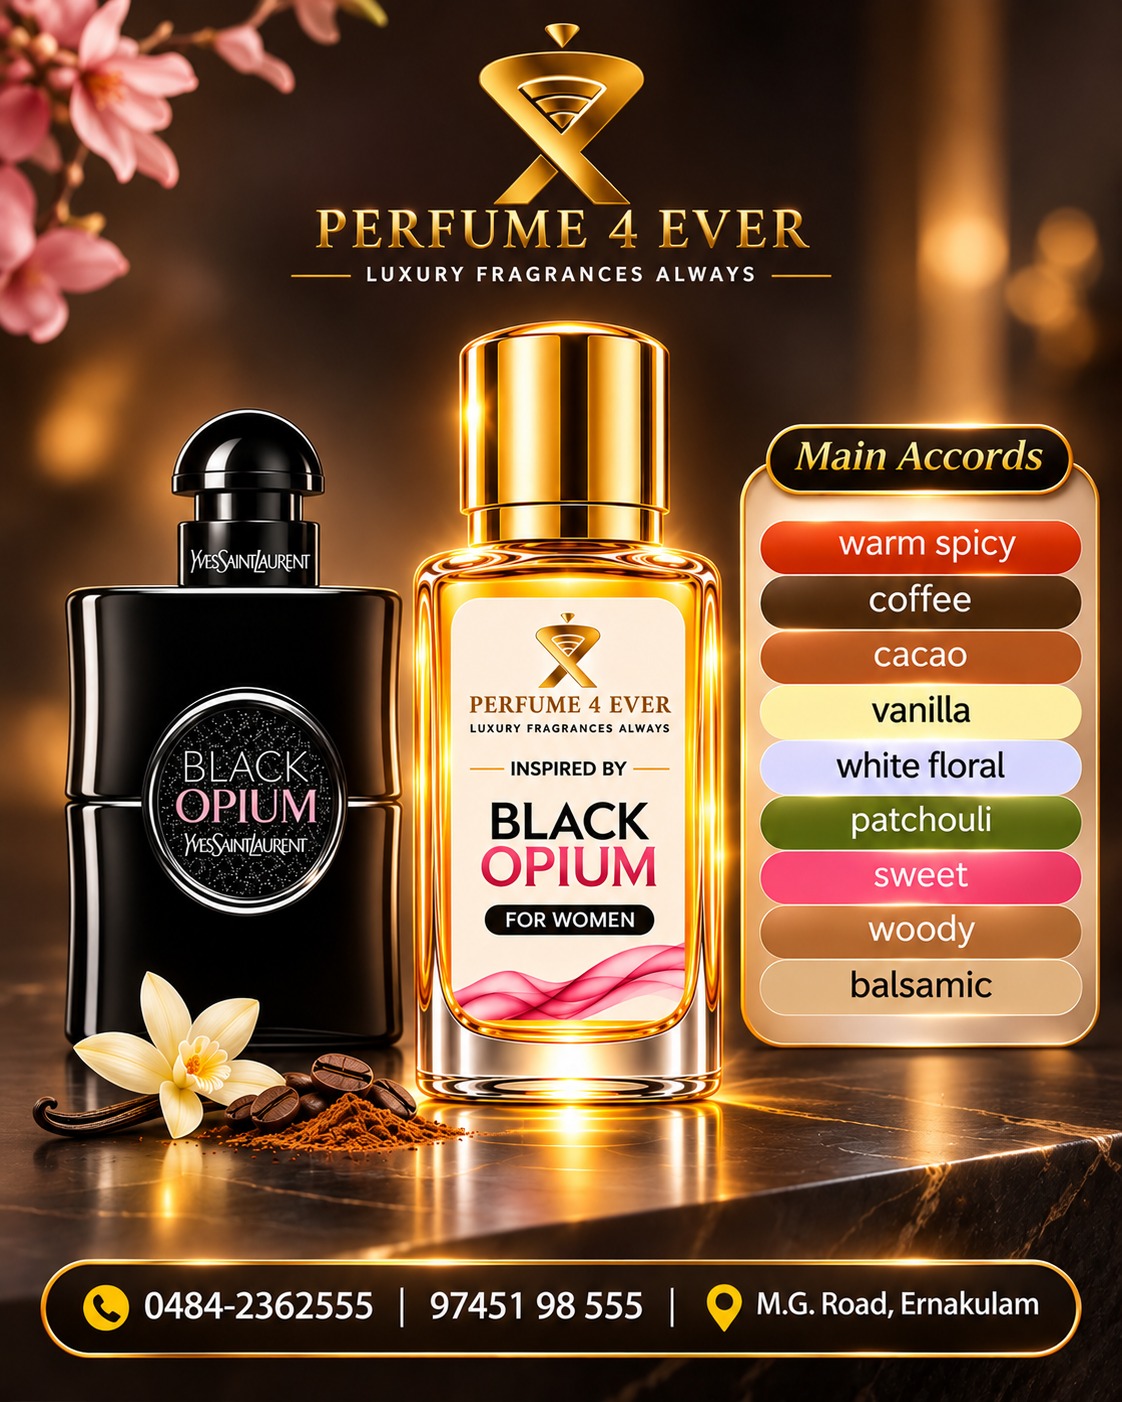 PERFUME 4 EVER
LUXURY FRAGRANCES ALWAYS
YVESSAINTLAURENT
BLACK
OPIUM
YVESSAINTLAURENT
PERFUME 4 EVER
LUXURY FRAGRANCES ALWAYS
INSPIRED BY
BLACK
OPIUM
FOR WOMEN
Main Accords
warm spicy
coffee
cacao
vanilla
white floral
patchouli
sweet
woody
balsamic
0484-2362555 | 97451 98 555 | M.G. Road, Ernakulam